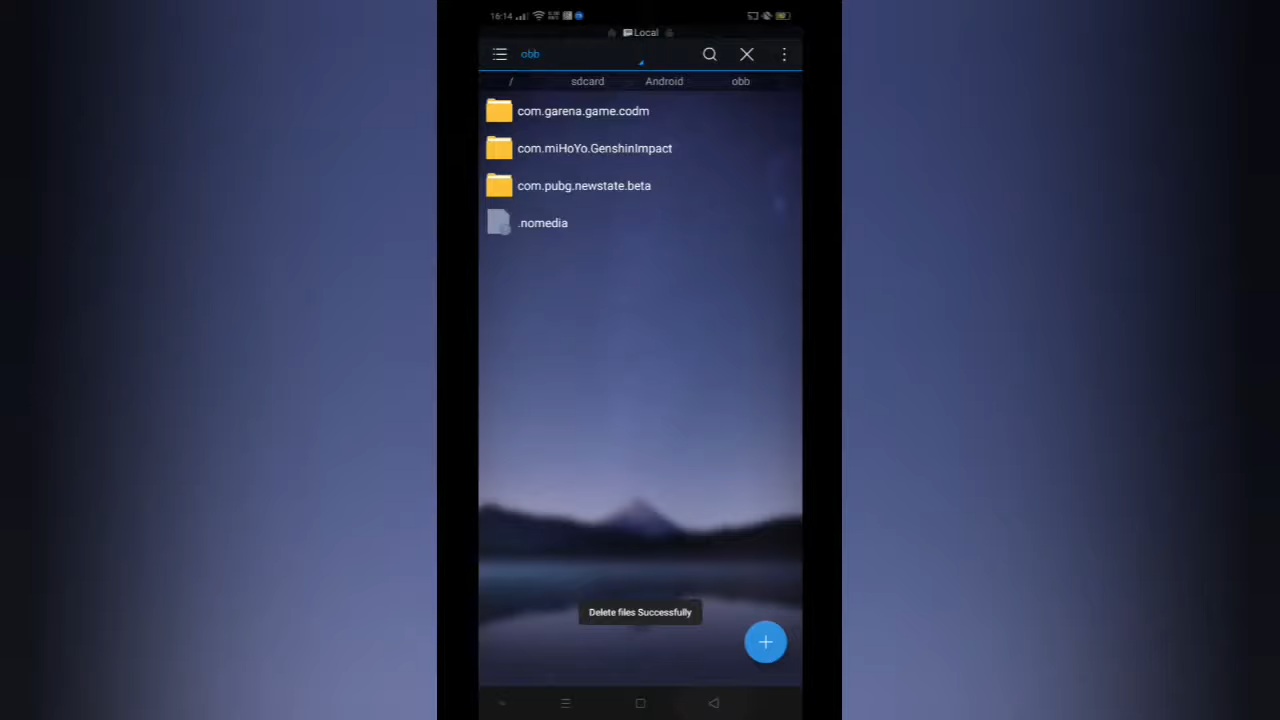 16:14
Local
obb
/ sdcard Android obb
com.garena.game.codm
com.miHoYo.GenshinImpact
com.pubg.newstate.beta
.nomedia
Delete files Successfully